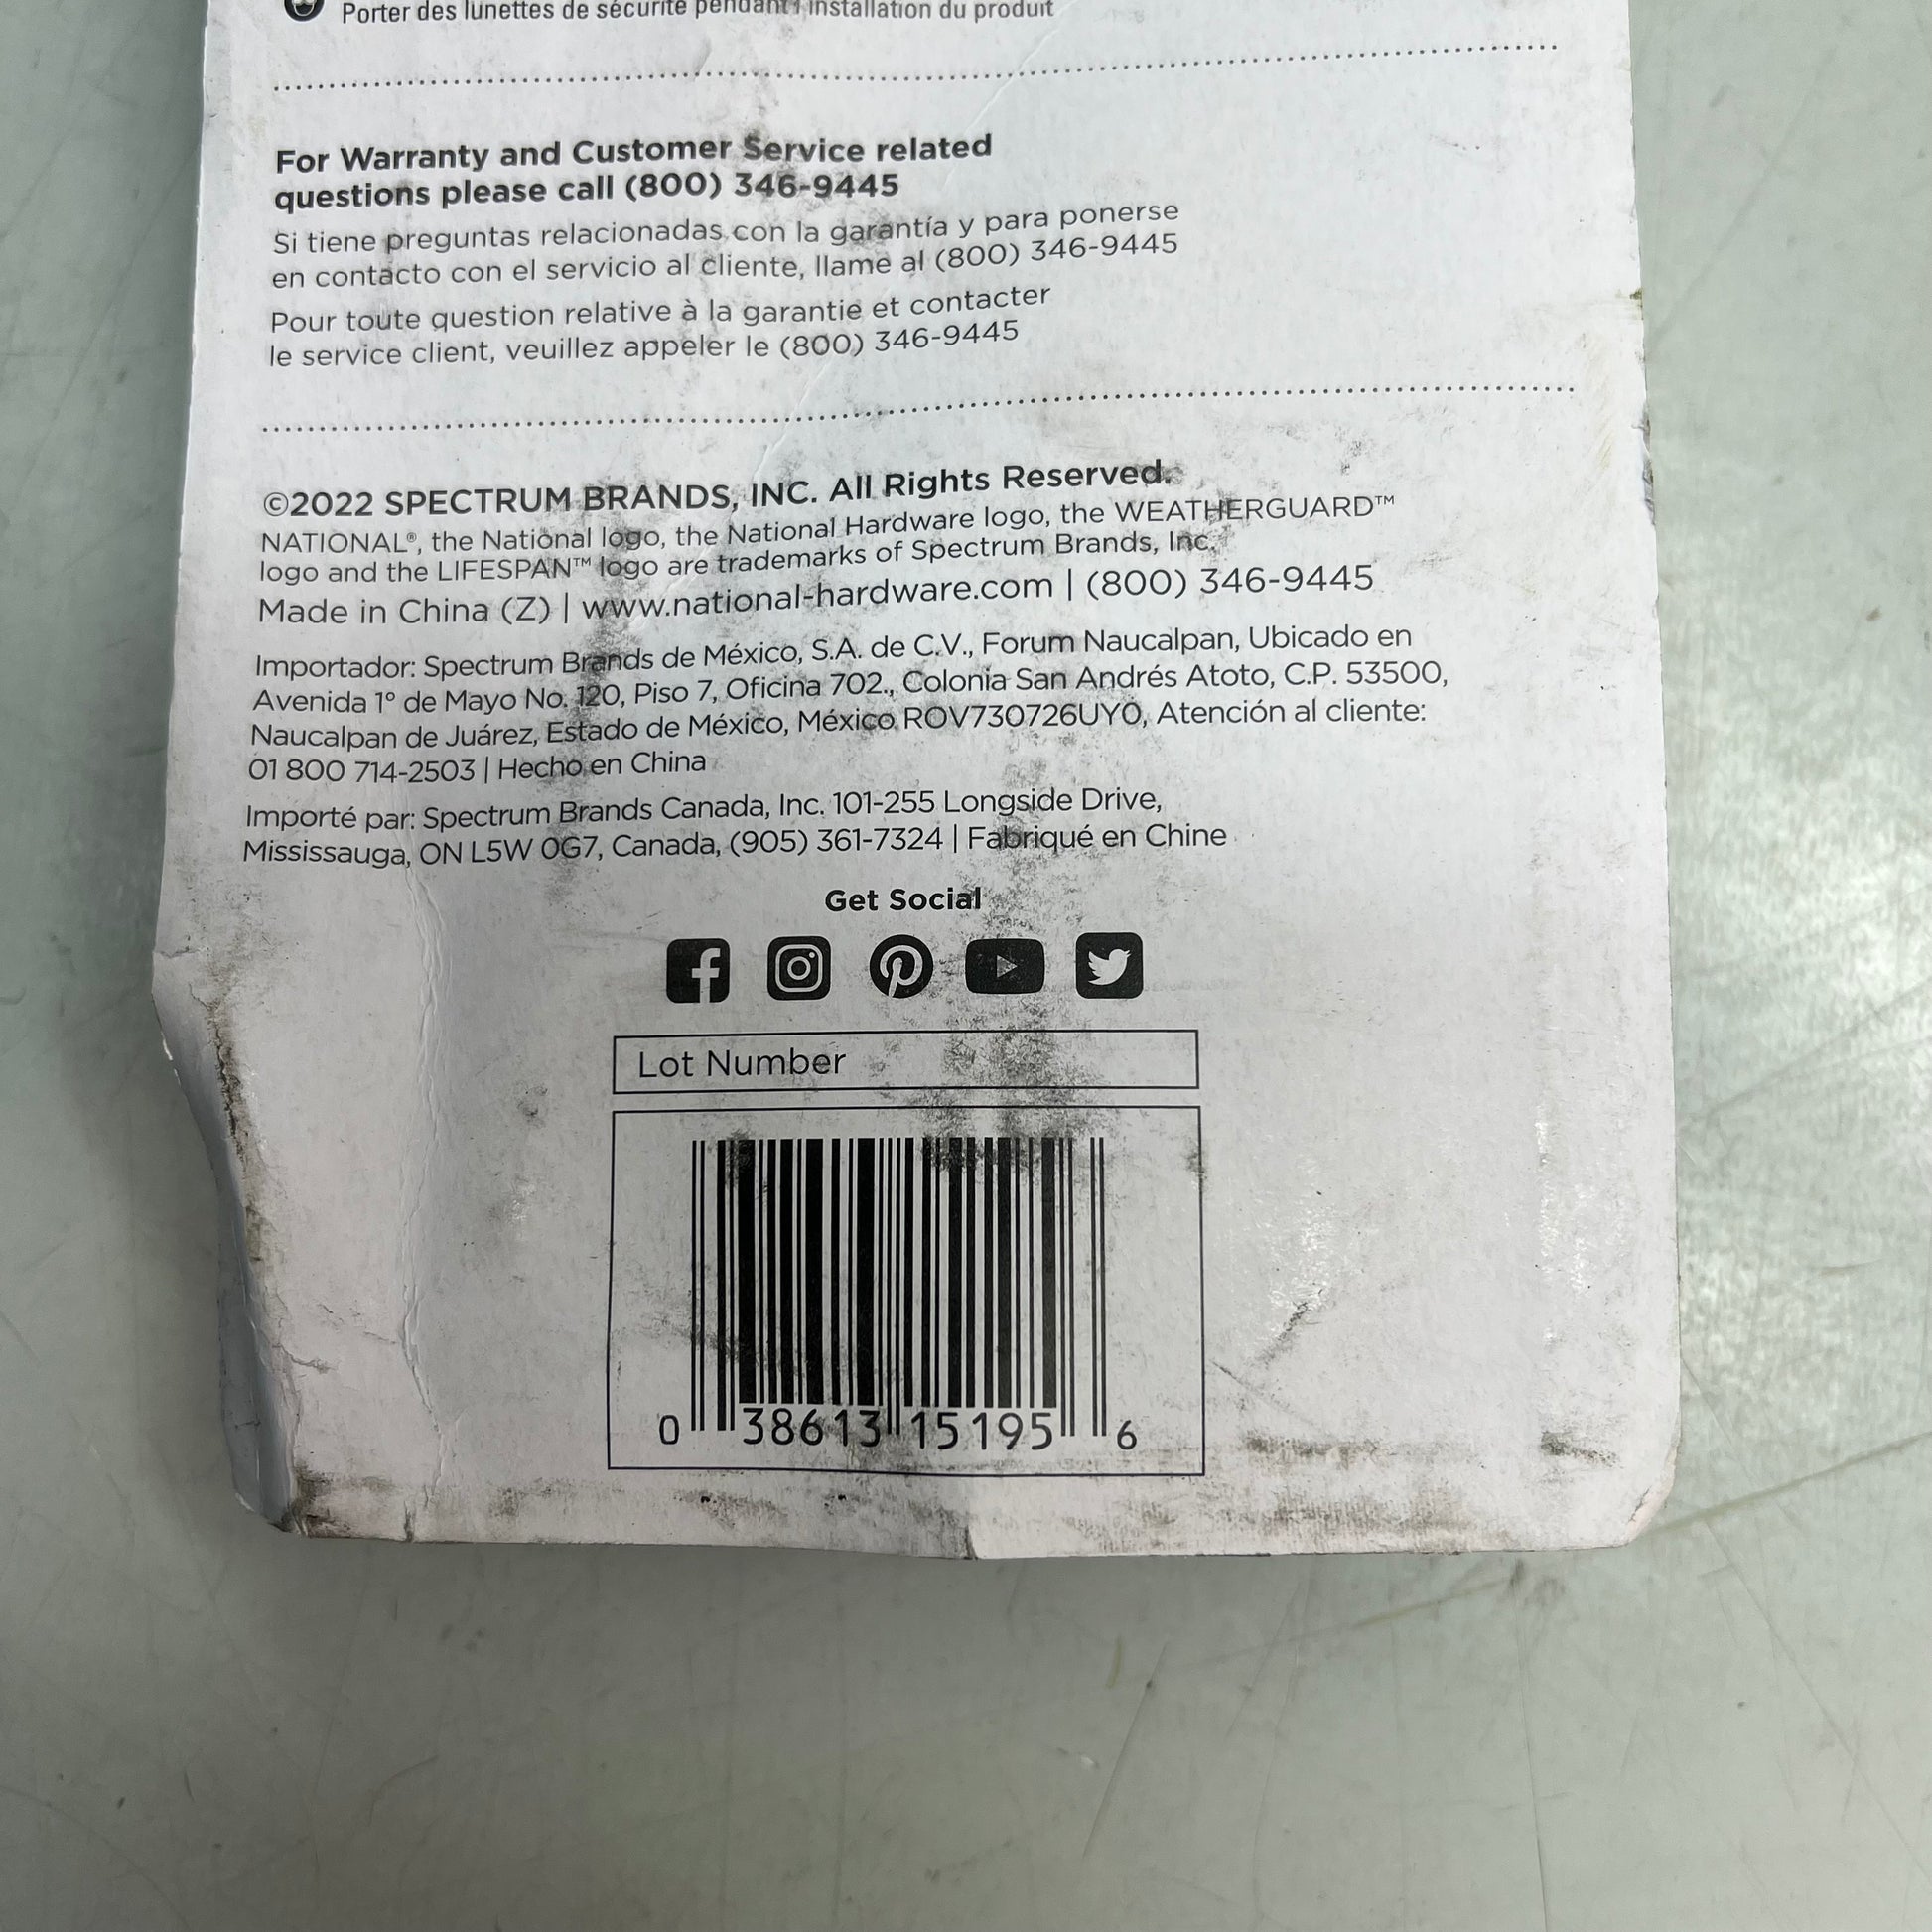 Porter des lunettes de sécurité pendant l'installation du produit
For Warranty and Customer Service related
questions please call (800) 346-9445
Si tiene preguntas relacionadas con la garantía y para ponerse
en contacto con el servicio al cliente, llame al (800) 346-9445
Pour toute question relative à la garantie et contacter
le service client, veuillez appeler le (800) 346-9445
©2022 SPECTRUM BRANDS, INC. All Rights Reserved.
NATIONAL®, the National logo, the National Hardware logo, the WEATHERGUARD™
logo and the LIFESPAN™ logo are trademarks of Spectrum Brands, Inc.
Made in China (Z) | www.national-hardware.com | (800) 346-9445
Importador: Spectrum Brands de México, S.A. de C.V., Forum Naucalpan, Ubicado en
Avenida 1º de Mayo No. 120, Piso 7, Oficina 702., Colonia San Andrés Atoto, C.P. 53500,
Naucalpan de Juárez, Estado de México, México ROV730726UY0, Atención al cliente:
01 800 714-2503 | Hecho en China
Importé par: Spectrum Brands Canada, Inc. 101-255 Longside Drive,
Mississauga, ON L5W 0G7, Canada, (905) 361-7324 | Fabriqué en Chine
Get Social
Lot Number
0 38613 15195 6